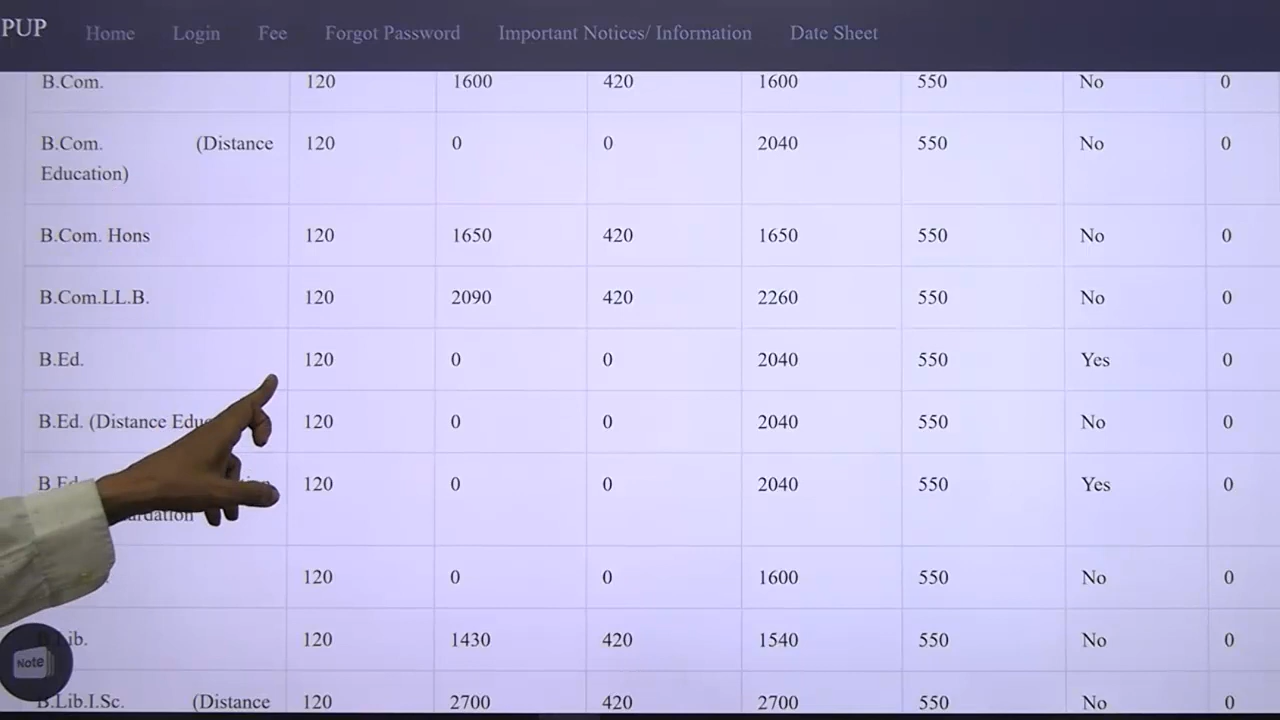 PUP Home Login Fee Forgot Password Important Notices/ Information Date Sheet
B.Com. 120 1600 420 1600 550 No 0
B.Com. (Distance 120 0 0 2040 550 No 0
Education)
B.Com. Hons 120 1650 420 1650 550 No 0
B.Com.LL.B. 120 2090 420 2260 550 No 0
B.Ed. 120 0 0 2040 550 Yes 0
B.Ed. (Distance 120 0 0 2040 550 No 0
B.Ed. 120 0 0 2040 550 Yes 0
120 0 0 1600 550 No 0
B.Lib. 120 1430 420 1540 550 No 0
Note
B.Lib.I.Sc. (Distance 120 2700 420 2700 550 No 0